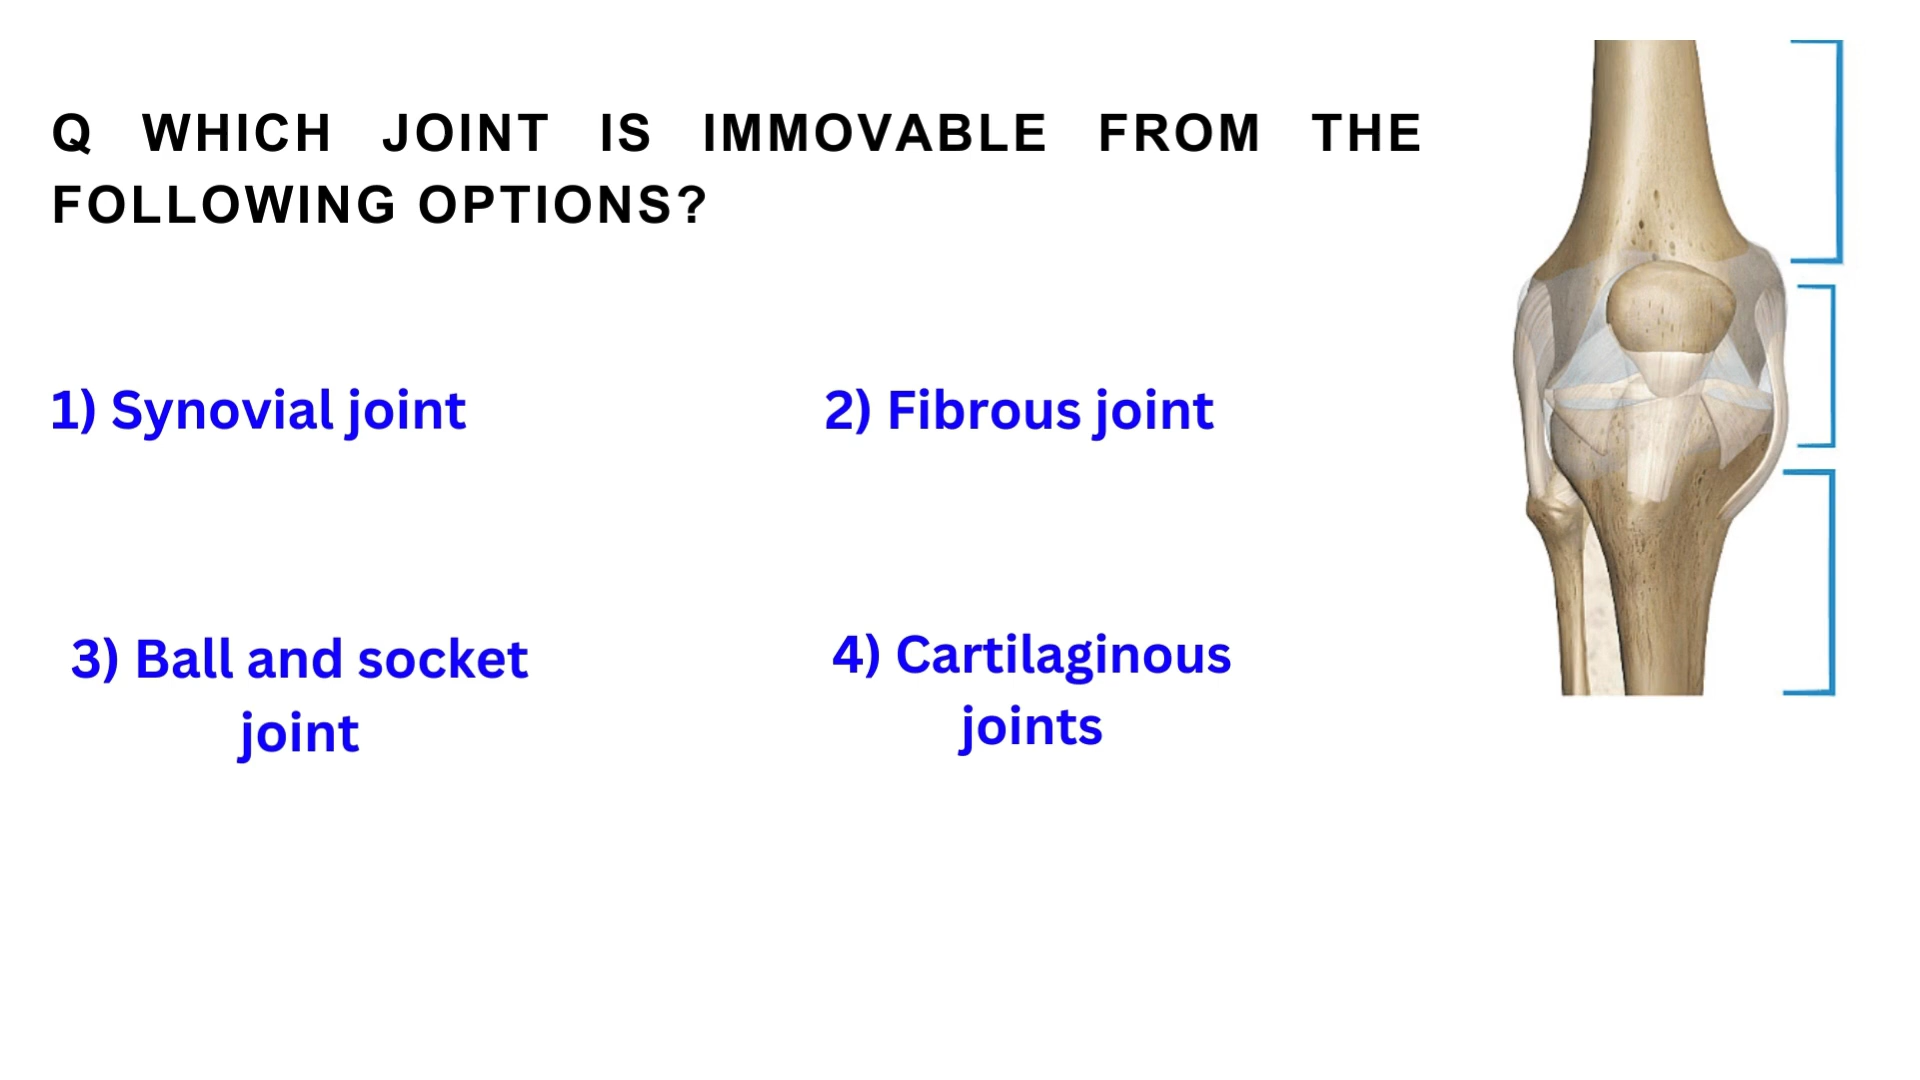 Q WHICH JOINT IS IMMOVABLE FROM THE
FOLLOWING OPTIONS?
1) Synovial joint
2) Fibrous joint
3) Ball and socket
joint
4) Cartilaginous
joints